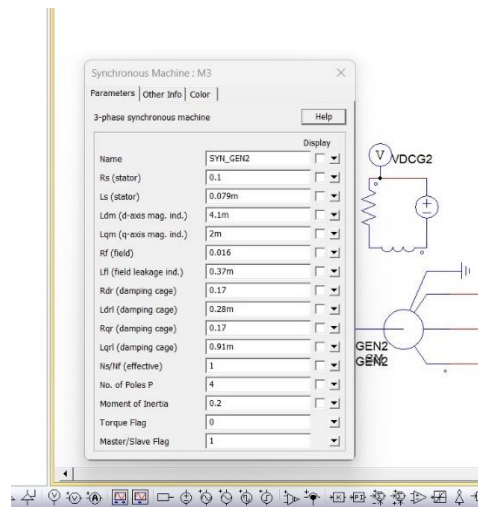 Synchronous Machine : M3
Parameters Other Info Color
3-phase synchronous machine Help
Display
Name SYN_GEN2
Rs (stator) 0.1
Ls (stator) 0.079m
Ldm (d-axis mag. ind.) 4.1m
Lqm (q-axis mag. ind.) 2m
Rf (field) 0.016
Lfl (field leakage ind.) 0.37m
Rdr (damping cage) 0.17
Ldrl (damping cage) 0.28m
Rqr (damping cage) 0.17
Lqrl (damping cage) 0.91m
Ns/Nf (effective) 1
No. of Poles P 4
Moment of Inertia 0.2
Torque Flag 0
Master/Slave Flag 1
V VDCG2
GEN2